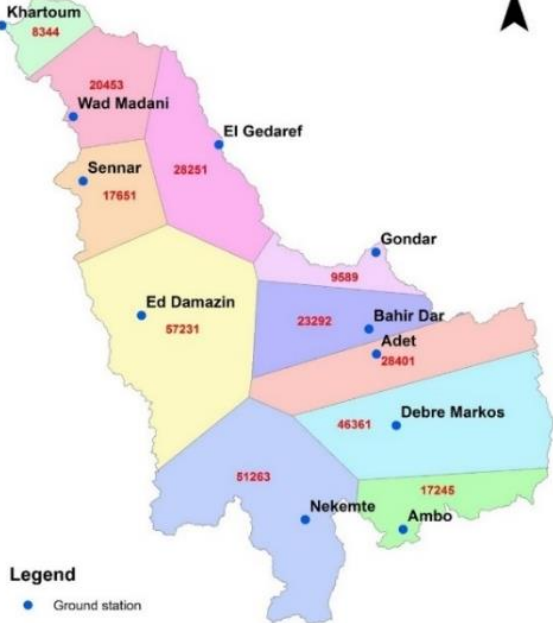 Khartoum
8344
20453
Wad Madani
El Gedaref
Sennar
28251
17651
Gondar
9589
Ed Damazin
57231
23292
Bahir Dar
Adet
28401
46361
Debre Markos
51263
17245
Nekemte
Ambo
Legend
Ground station